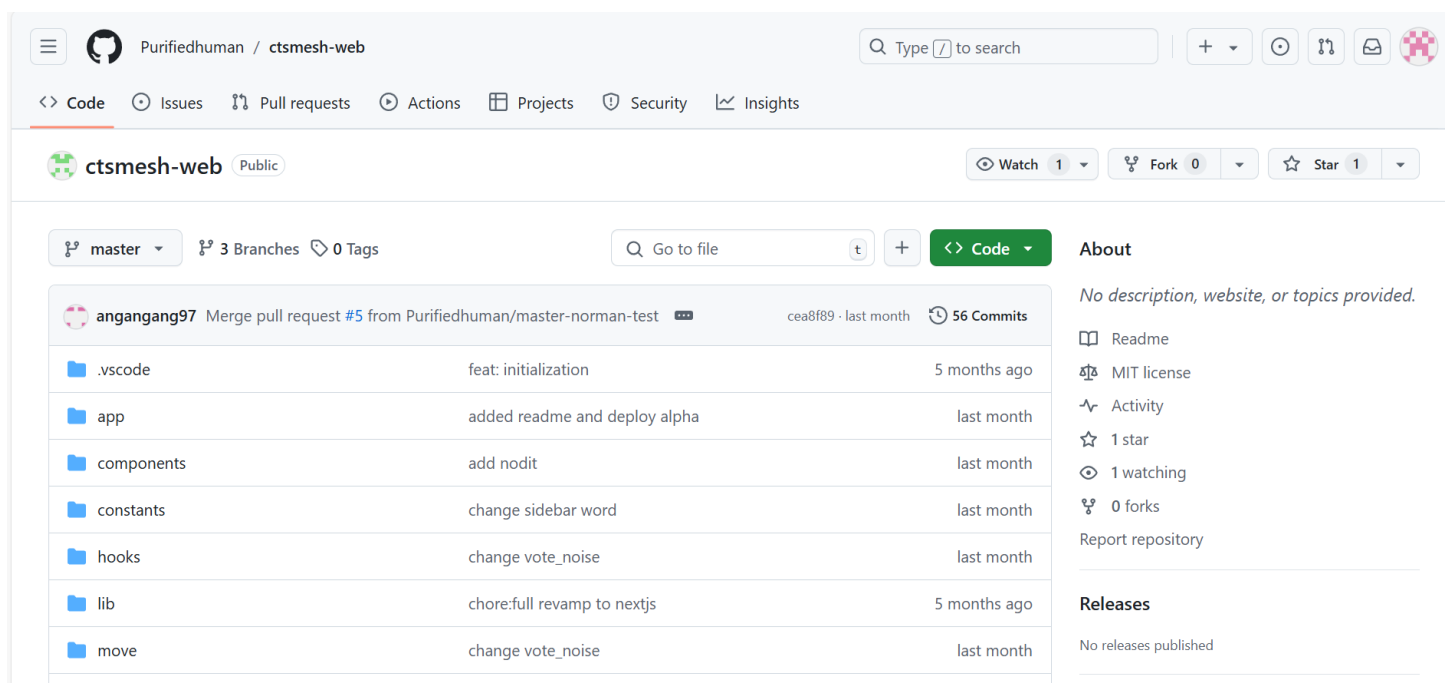 Purifiedhuman / ctsmesh-web
Type / to search
Code Issues Pull requests Actions Projects Security Insights
ctsmesh-web Public
Watch 1 Fork 0 Star 1
master 3 Branches 0 Tags
Go to file t
Code
angangang97 Merge pull request #5 from Purifiedhuman/master-norman-test cea8f89 · last month 56 Commits
.vscode feat: initialization 5 months ago
app added readme and deploy alpha last month
components add nodit last month
constants change sidebar word last month
hooks change vote_noise last month
lib chore:full revamp to nextjs 5 months ago
move change vote_noise last month
About
No description, website, or topics provided.
Readme
MIT license
Activity
1 star
1 watching
0 forks
Report repository
Releases
No releases published